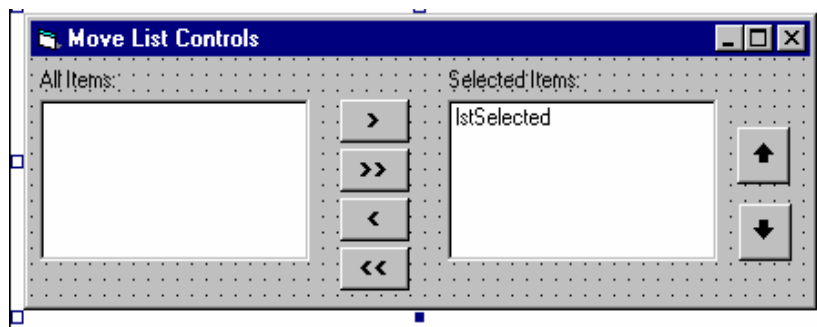 Move List Controls
All Items:
Selected Items:
lstSelected
>
>>
<
<<